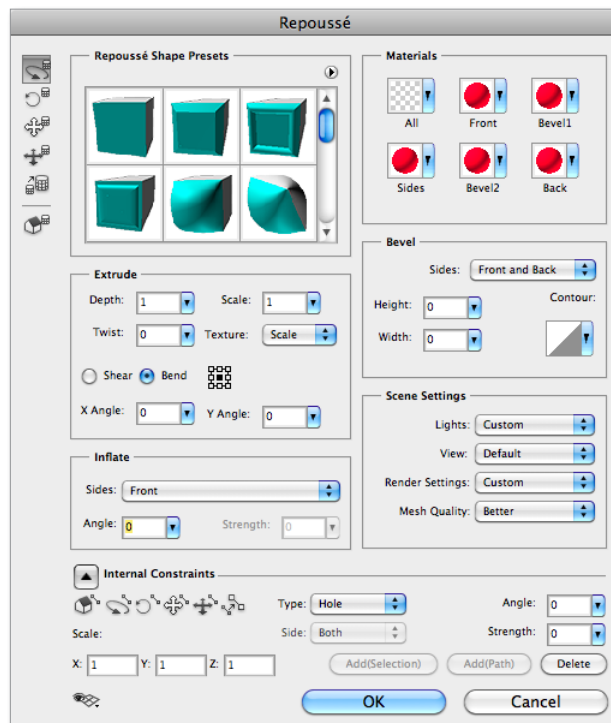 Repoussé
Repoussé Shape Presets
Materials
All Front Bevel1
Sides Bevel2 Back
Extrude
Depth: 1 Scale: 1
Twist: 0 Texture: Scale
Shear Bend
X Angle: 0 Y Angle: 0
Bevel
Sides: Front and Back
Height: 0 Contour:
Width: 0
Inflate
Sides: Front
Angle: 0 Strength: 0
Scene Settings
Lights: Custom
View: Default
Render Settings: Custom
Mesh Quality: Better
Internal Constraints
Type: Hole Angle: 0
Scale: Side: Both Strength: 0
X: 1 Y: 1 Z: 1 Add(Selection) Add(Path) Delete
OK Cancel